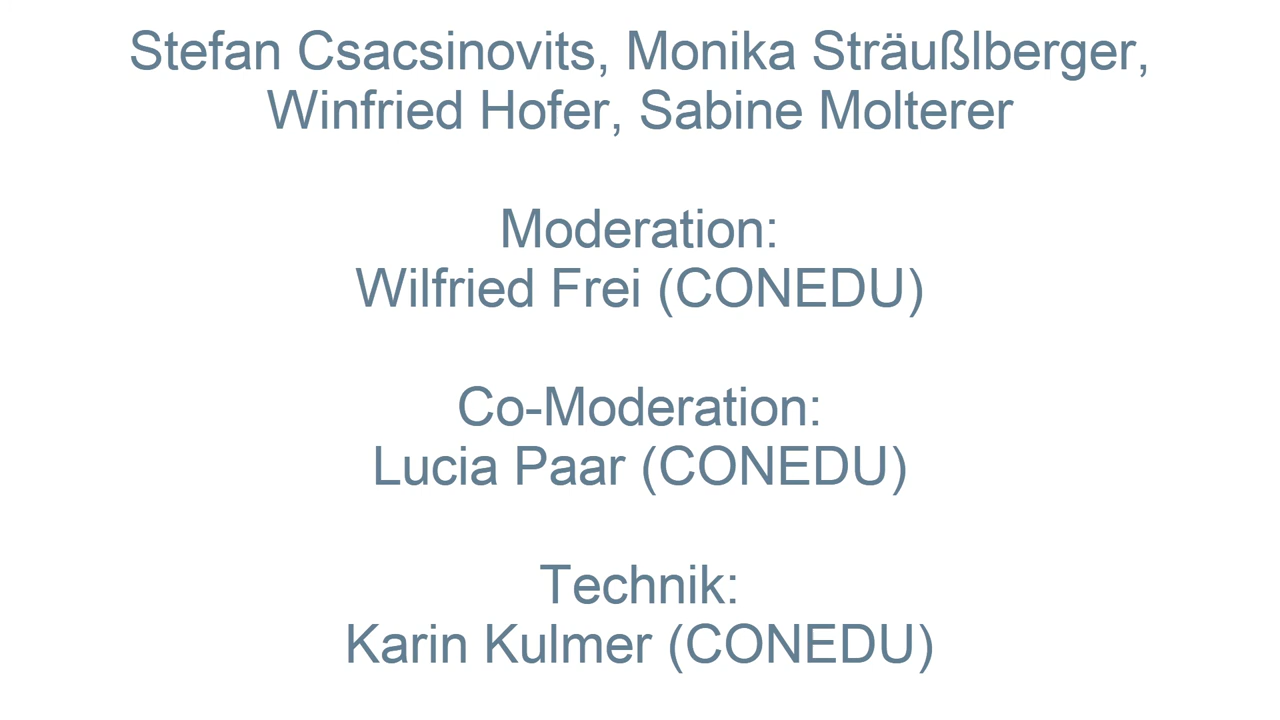 Stefan Csacsinovits, Monika Sträußlberger,
Winfried Hofer, Sabine Molterer
Moderation:
Wilfried Frei (CONEDU)
Co-Moderation:
Lucia Paar (CONEDU)
Technik:
Karin Kulmer (CONEDU)